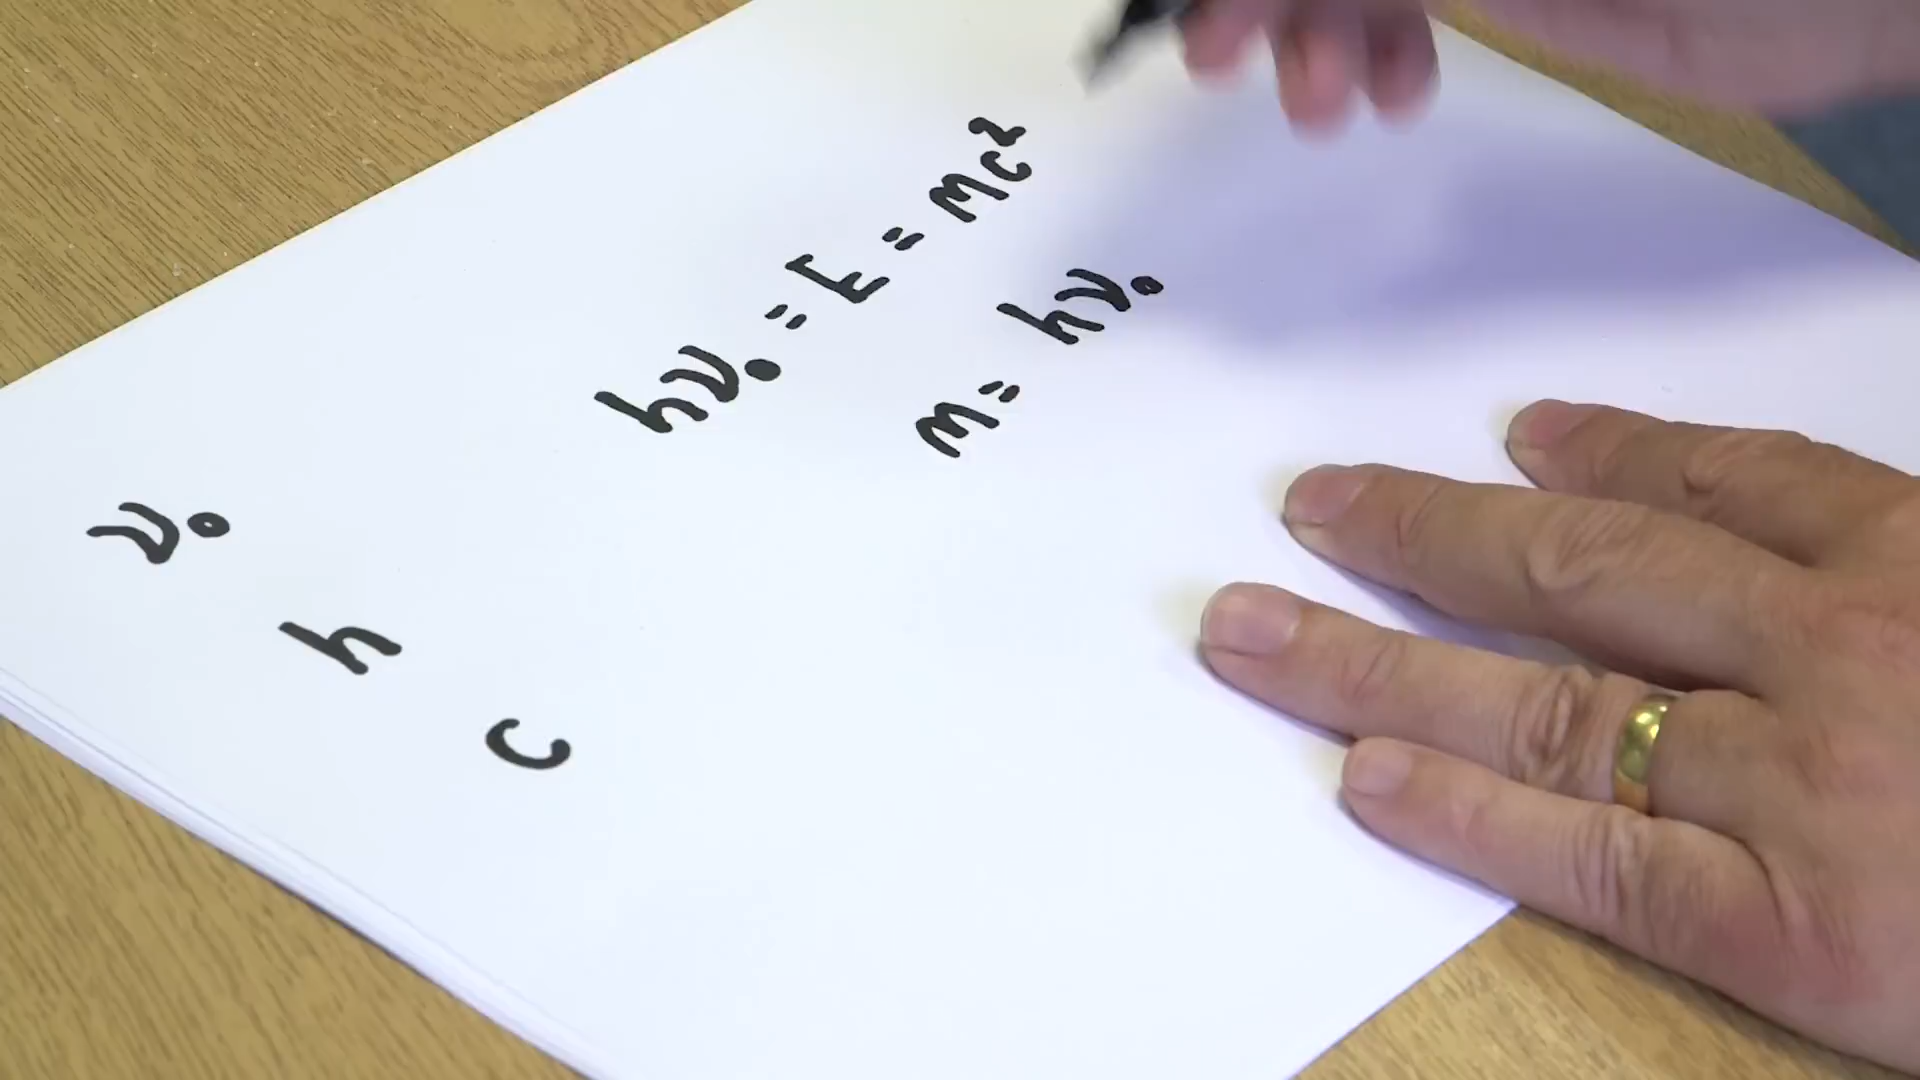 hν₀ = E = mc²
m = hν₀
ν₀
h
c